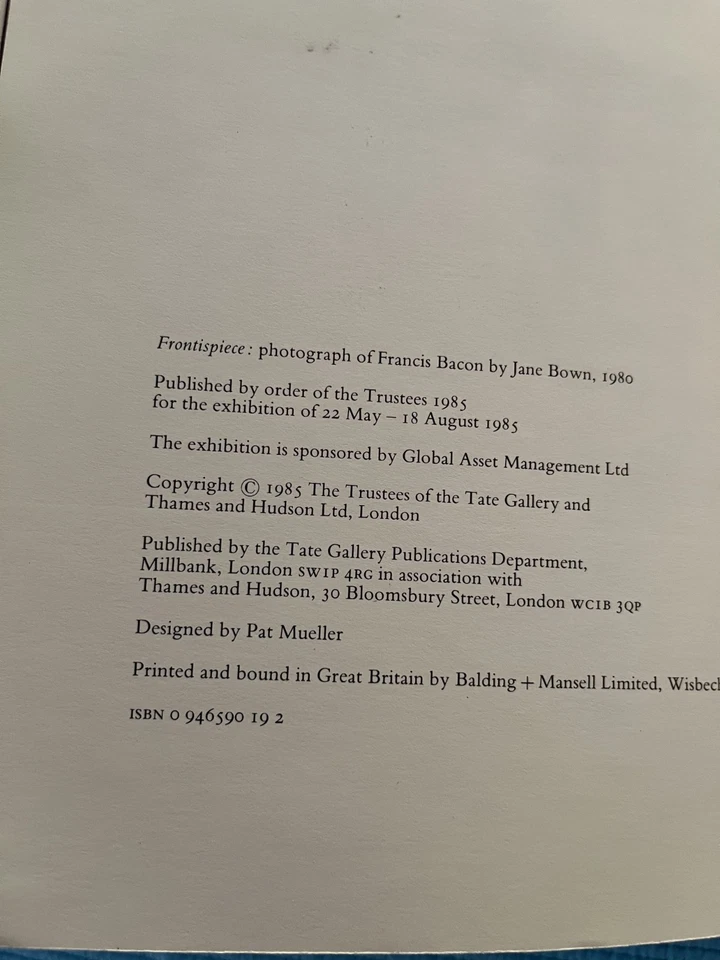 Frontispiece: photograph of Francis Bacon by Jane Bown, 1980
Published by order of the Trustees 1985
for the exhibition of 22 May – 18 August 1985
The exhibition is sponsored by Global Asset Management Ltd
Copyright © 1985 The Trustees of the Tate Gallery and
Thames and Hudson Ltd, London
Published by the Tate Gallery Publications Department,
Millbank, London SW1P 4RG in association with
Thames and Hudson, 30 Bloomsbury Street, London WC1B 3QP
Designed by Pat Mueller
Printed and bound in Great Britain by Balding + Mansell Limited, Wisbech
ISBN 0 946590 19 2